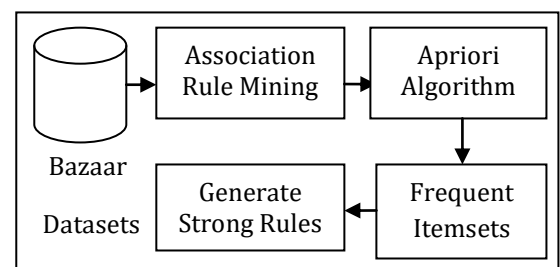 Association
Rule Mining
Apriori
Algorithm
Bazaar
Datasets
Generate
Strong Rules
Frequent
Itemsets